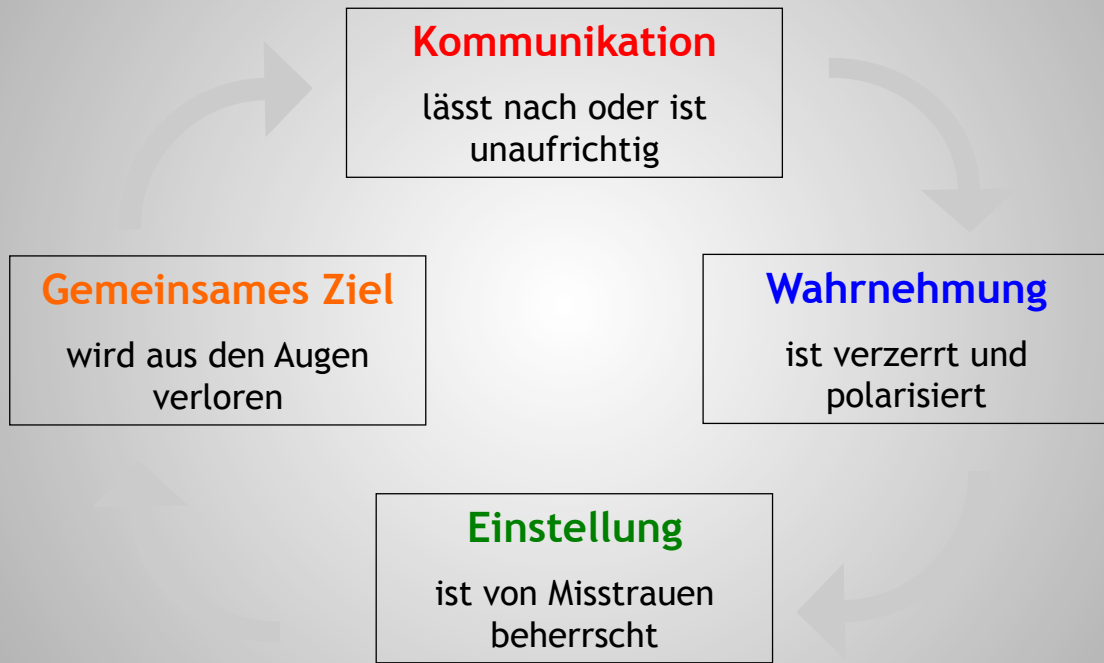 Kommunikation
lässt nach oder ist
unaufrichtig
Gemeinsames Ziel
wird aus den Augen
verloren
Wahrnehmung
ist verzerrt und
polarisiert
Einstellung
ist von Misstrauen
beherrscht